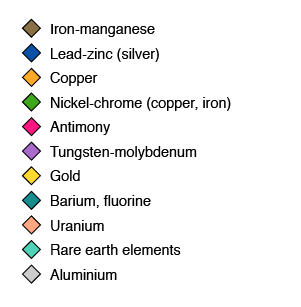 Iron-manganese
Lead-zinc (silver)
Copper
Nickel-chrome (copper, iron)
Antimony
Tungsten-molybdenum
Gold
Barium, fluorine
Uranium
Rare earth elements
Aluminium